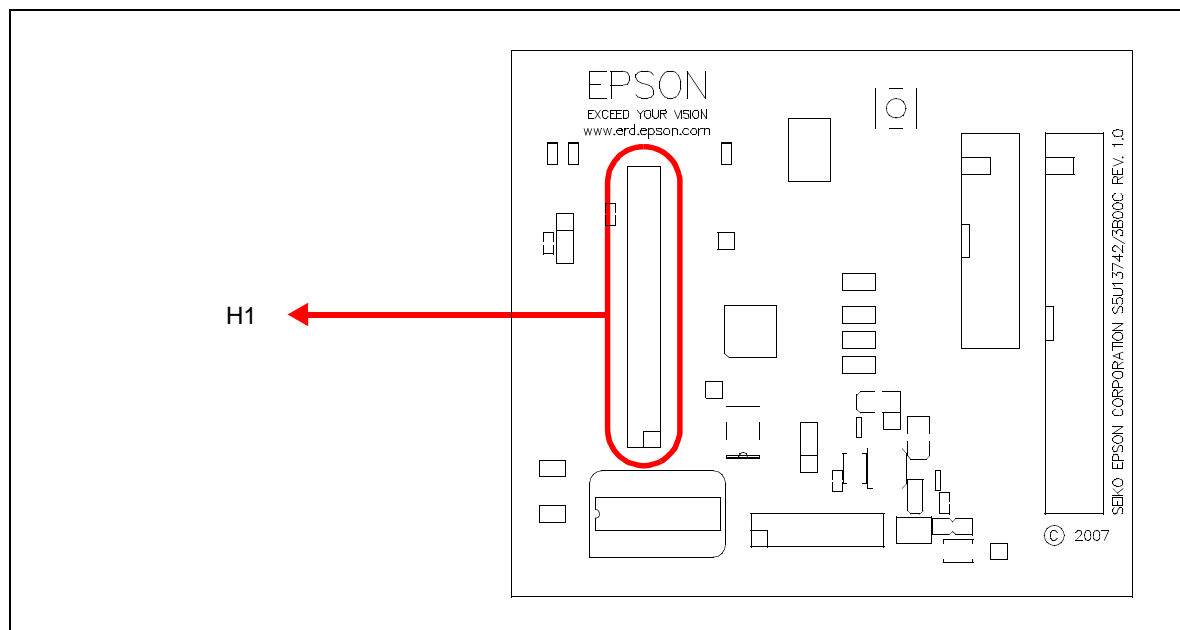 EPSON
EXCEED YOUR VISION
www.erd.epson.com
H1
SEIKO EPSON CORPORATION S5U13742/3B00C REV. 1.0
© 2007